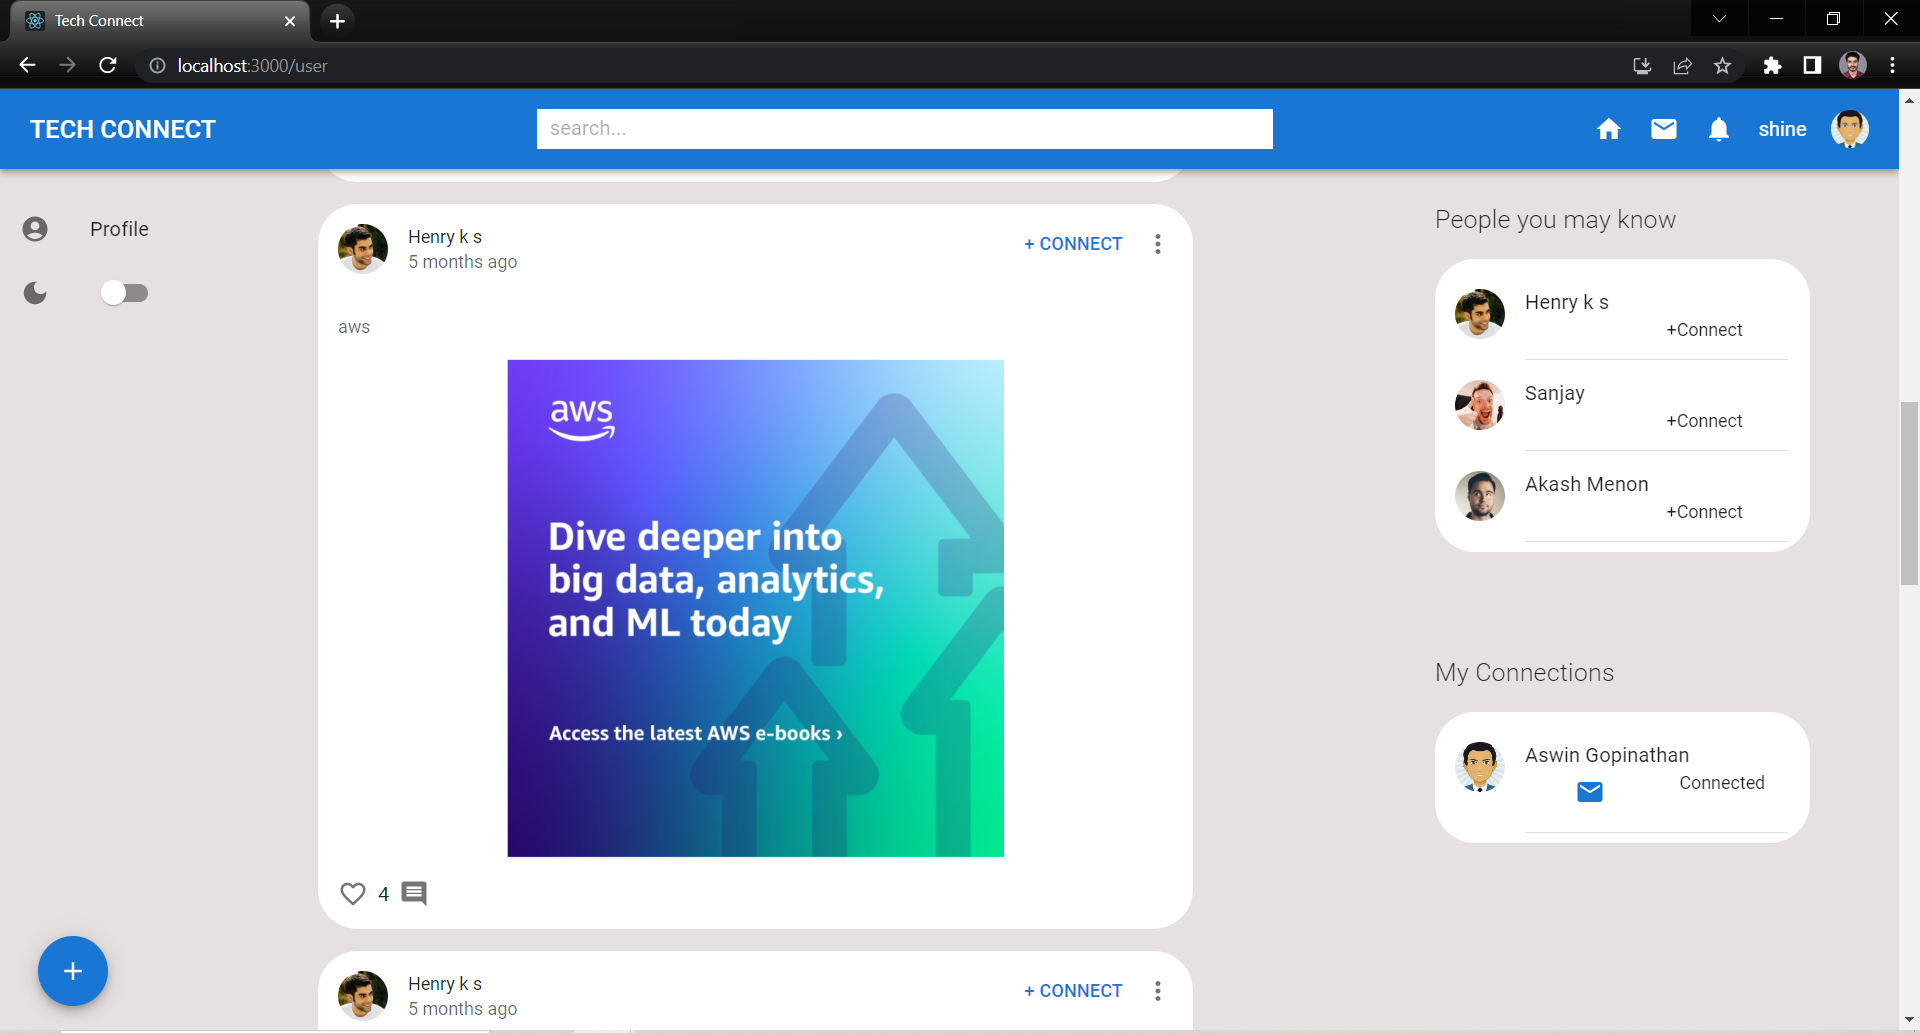 Tech Connect
localhost:3000/user
TECH CONNECT
search...
shine
Profile
Henry k s
5 months ago
+ CONNECT
aws
aws
Dive deeper into
big data, analytics,
and ML today
Access the latest AWS e-books ›
4
Henry k s
5 months ago
+ CONNECT
People you may know
Henry k s
+Connect
Sanjay
+Connect
Akash Menon
+Connect
My Connections
Aswin Gopinathan
Connected